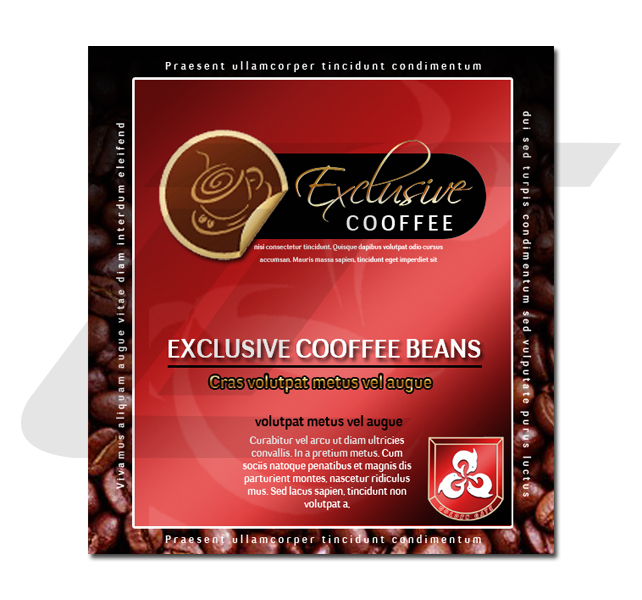 Praesent ullamcorper tincidunt condimentum
Vivamus aliquam augue vitae diam interdum eleifend
dui sed turpis condimentum sed vulputate purus luctus
Exclusive
COOFFEE
nisi consectetur tincidunt. Quisque dapibus volutpat odio cursus
accumsan. Mauris massa sapien, tincidunt eget imperdiet sit
EXCLUSIVE COOFFEE BEANS
Cras volutpat metus vel augue
volutpat metus vel augue
Curabitur vel arcu ut diam ultricies
convallis. In a pretium metus. Cum
sociis natoque penatibus et magnis dis
parturient montes, nascetur ridiculus
mus. Sed lacus sapien, tincidunt non
volutpat a,
Praesent ullamcorper tincidunt condimentum